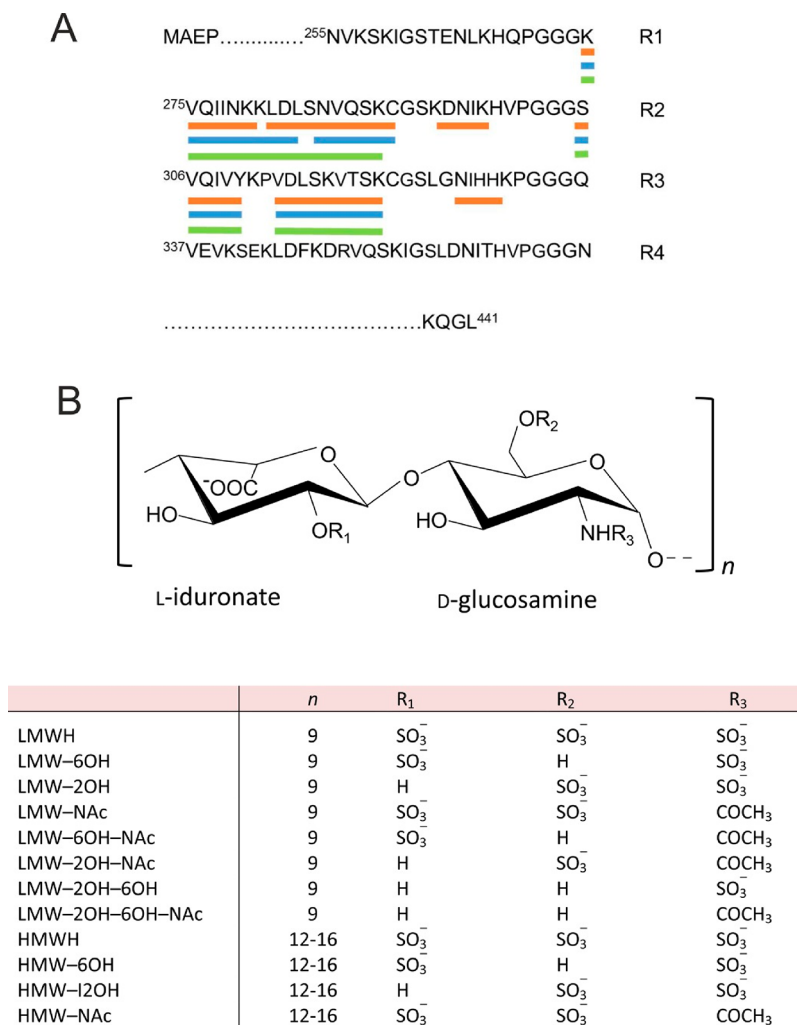 A
MAEP.............. 255NVKSKIGSTENLKHQPGGGK R1
275VQIINKKLDLSNVQSKCGSKDNIKHVPGGGS R2
306VQIVYKPVDLSKVTSKCGSLGNIHHKPGGGQ R3
337VEVKSEKLDFKDRVQSKIGSLDNITHVPGGGN R4
..........................................KQGL441
B
OR2
O O
-OOC O
HO HO
OR1 NHR3
O-- n
L-iduronate D-glucosamine
n R1 R2 R3
LMWH 9 SO3- SO3- SO3-
LMW–6OH 9 SO3- H SO3-
LMW–2OH 9 H SO3- SO3-
LMW–NAc 9 SO3- SO3- COCH3
LMW–6OH–NAc 9 SO3- H COCH3
LMW–2OH–NAc 9 H SO3- COCH3
LMW–2OH–6OH 9 H H SO3-
LMW–2OH–6OH–NAc 9 H H COCH3
HMWH 12-16 SO3- SO3- SO3-
HMW–6OH 12-16 SO3- H SO3-
HMW–I2OH 12-16 H SO3- SO3-
HMW–NAc 12-16 SO3- SO3- COCH3